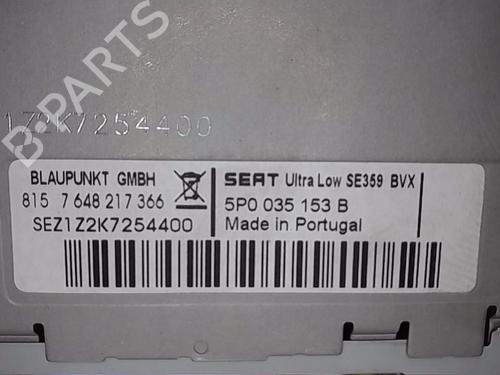 1Z2K7254400
BLAUPUNKT GMBH
815 7 648 217 366
SEZ1Z2K7254400
SEAT Ultra Low SE359 BVX
5P0 035 153 B
Made in Portugal
B-PARTS